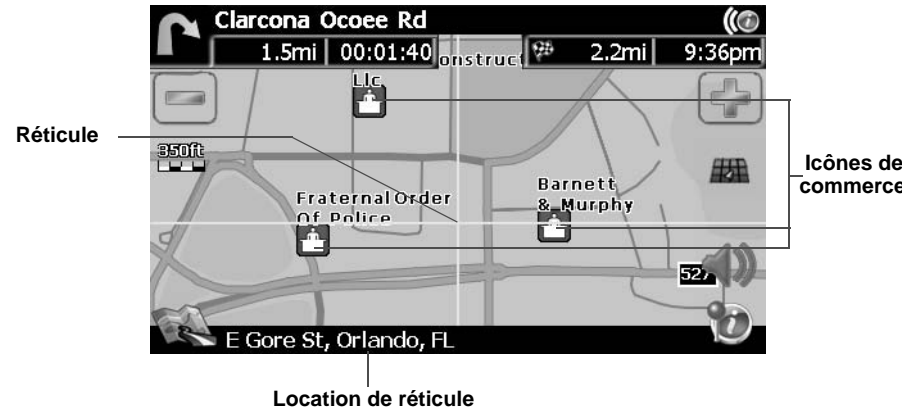 Clarcona Ocoee Rd
1.5mi 00:01:40 2.2mi 9:36pm
onstruct
Llc
Réticule
350ft
Icônes de
commerce
Fraternal Order
Of Police
Barnett
& Murphy
527
E Gore St, Orlando, FL
Location de réticule